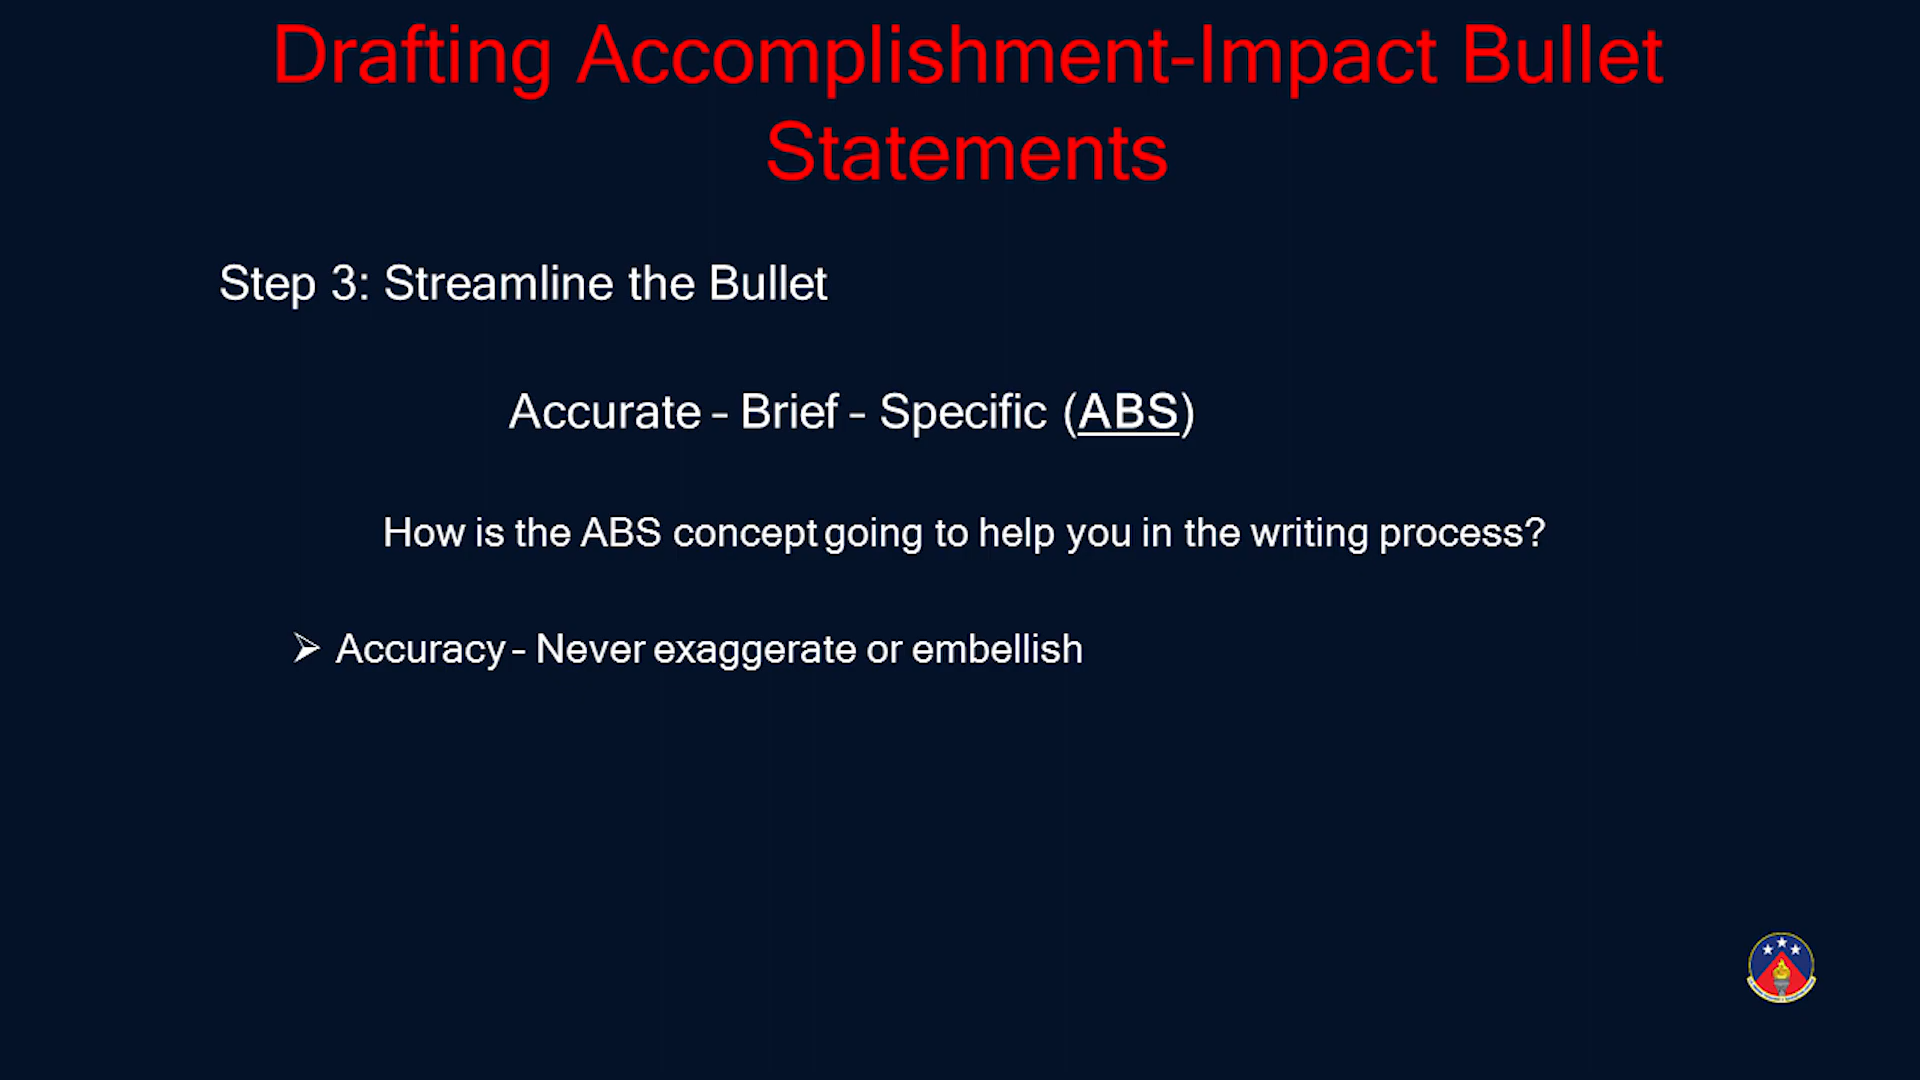 Drafting Accomplishment-Impact Bullet
Statements
Step 3: Streamline the Bullet
Accurate - Brief - Specific (ABS)
How is the ABS concept going to help you in the writing process?
➢ Accuracy - Never exaggerate or embellish